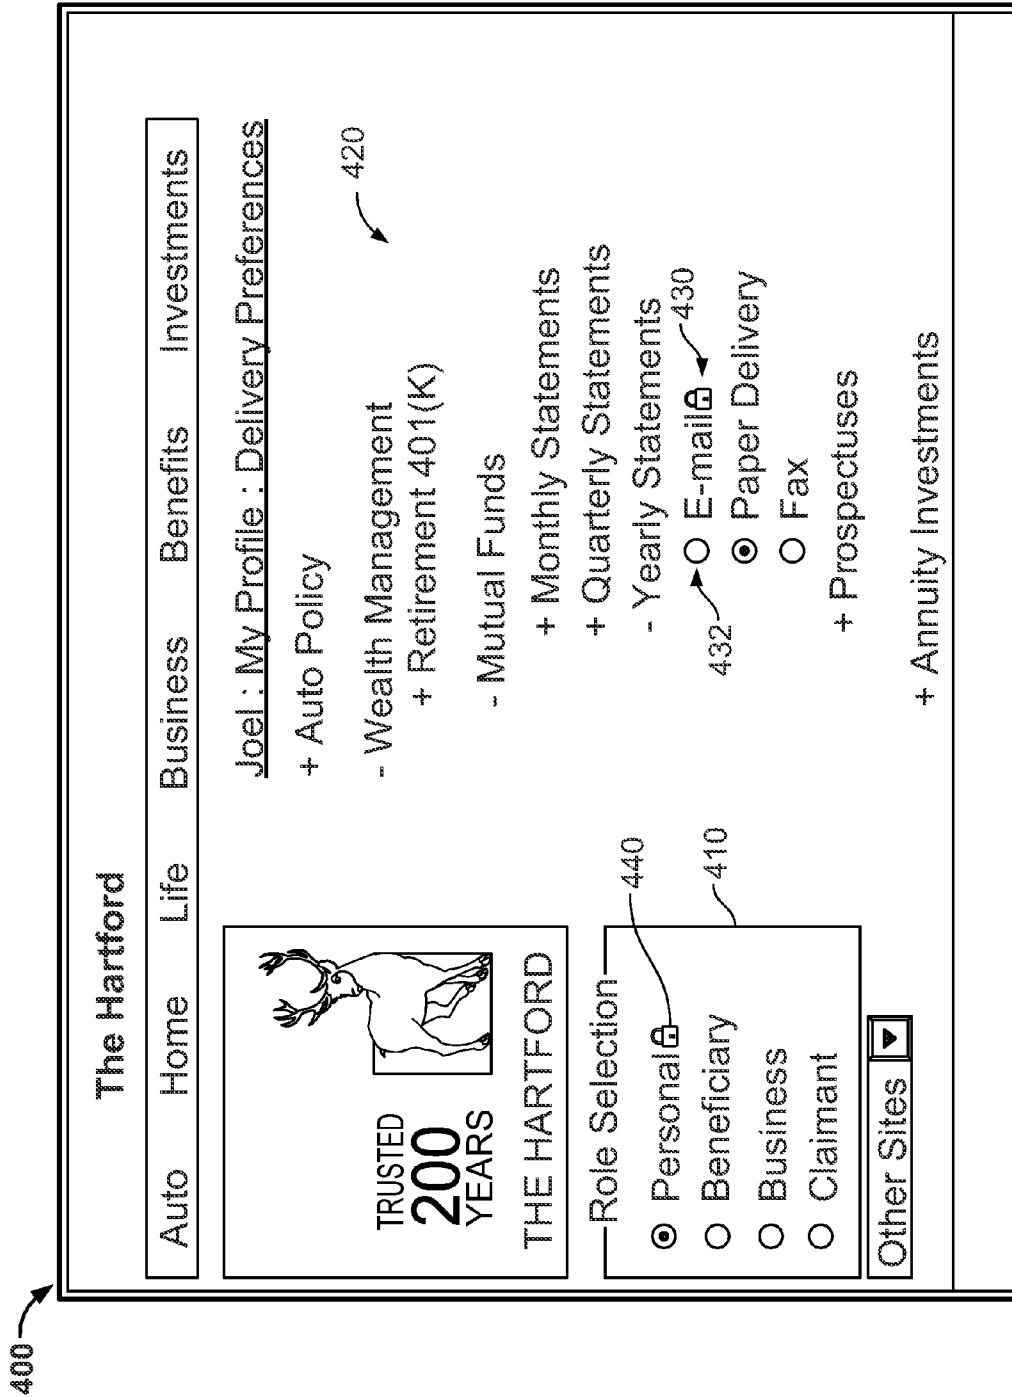 400
The Hartford
Auto Home Life Business Benefits Investments
TRUSTED
200
YEARS
THE HARTFORD
Role Selection
Personal
440
Beneficiary
410
Business
Claimant
Other Sites
Joel : My Profile : Delivery Preferences
+ Auto Policy
420
- Wealth Management
+ Retirement 401(K)
- Mutual Funds
+ Monthly Statements
+ Quarterly Statements
- Yearly Statements
432
E-mail
430
Paper Delivery
Fax
+ Prospectuses
+ Annuity Investments